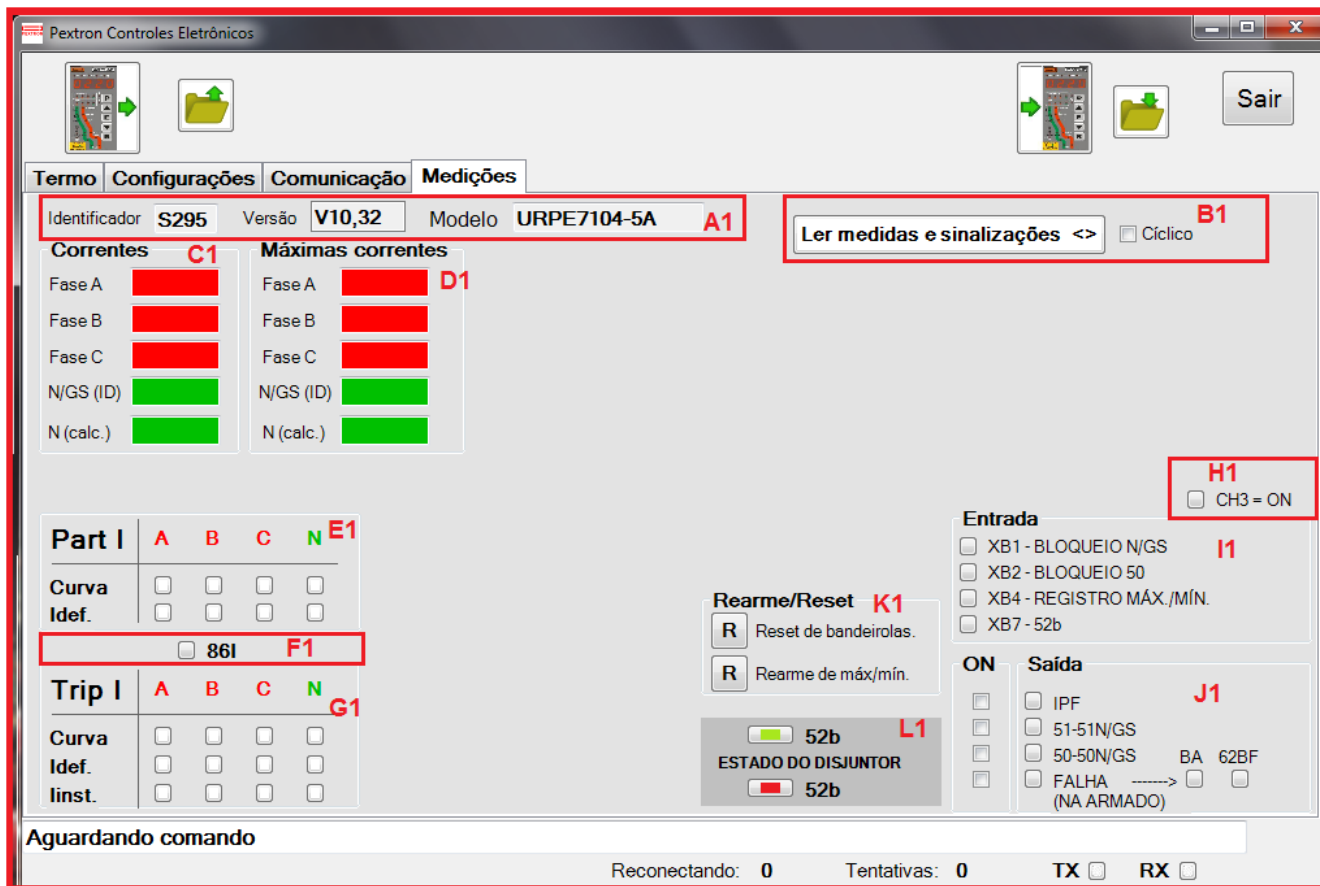 Pextron Controles Eletrônicos
Sair
Termo Configurações Comunicação Medições
Identificador S295 Versão V10,32 Modelo URPE7104-5A A1
Ler medidas e sinalizações <> Cíclico B1
Correntes C1
Fase A
Fase B
Fase C
N/GS (ID)
N (calc.)
Máximas correntes
D1
Fase A
Fase B
Fase C
N/GS (ID)
N (calc.)
H1
CH3 = ON
Part I A B C N E1
Curva
Idef.
86I F1
Trip I A B C N G1
Curva
Idef.
Iinst.
Rearme/Reset K1
R Reset de bandeirolas.
R Rearme de máx/mín.
52b L1
ESTADO DO DISJUNTOR
52b
Entrada
I1
XB1 - BLOQUEIO N/GS
XB2 - BLOQUEIO 50
XB4 - REGISTRO MÁX./MÍN.
XB7 - 52b
ON Saída
J1
IPF
51-51N/GS
50-50N/GS BA 62BF
FALHA ------->
(NA ARMADO)
Aguardando comando
Reconectando: 0 Tentativas: 0 TX RX